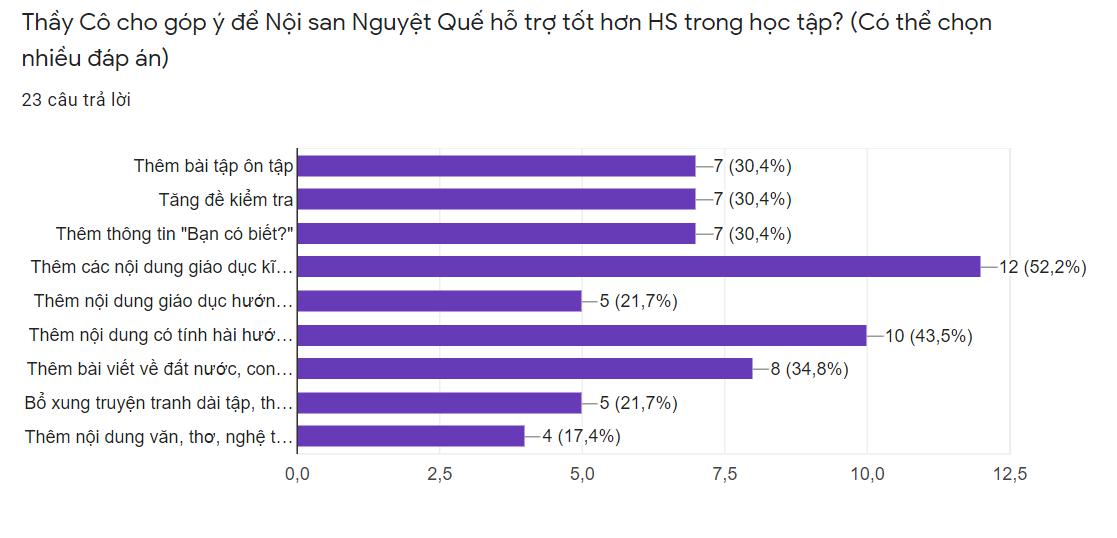 Thầy Cô cho góp ý để Nội san Nguyệt Quế hỗ trợ tốt hơn HS trong học tập? (Có thể chọn
nhiều đáp án)
23 câu trả lời
Thêm bài tập ôn tập 7 (30,4%)
Tăng đề kiểm tra 7 (30,4%)
Thêm thông tin "Bạn có biết?" 7 (30,4%)
Thêm các nội dung giáo dục kĩ… 12 (52,2%)
Thêm nội dung giáo dục hướn… 5 (21,7%)
Thêm nội dung có tính hài hướ… 10 (43,5%)
Thêm bài viết về đất nước, con… 8 (34,8%)
Bổ xung truyện tranh dài tập, th… 5 (21,7%)
Thêm nội dung văn, thơ, nghệ t… 4 (17,4%)
0,0 2,5 5,0 7,5 10,0 12,5